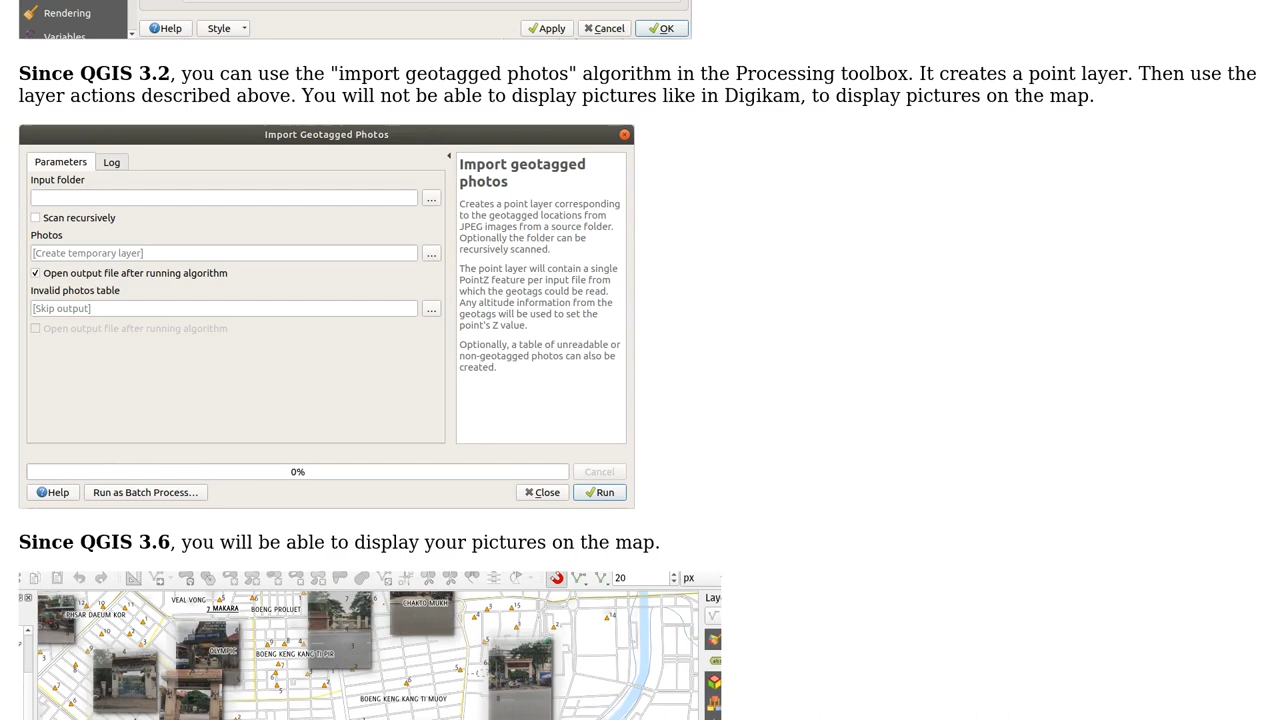 Rendering
Variables
Help
Style
Apply
Cancel
OK
Since QGIS 3.2, you can use the "import geotagged photos" algorithm in the Processing toolbox. It creates a point layer. Then use the
layer actions described above. You will not be able to display pictures like in Digikam, to display pictures on the map.
Import Geotagged Photos
Parameters
Log
Input folder
...
Scan recursively
Photos
[Create temporary layer]
...
Open output file after running algorithm
Invalid photos table
[Skip output]
...
Open output file after running algorithm
Import geotagged
photos
Creates a point layer corresponding
to the geotagged locations from
JPEG images from a source folder.
Optionally the folder can be
recursively scanned.
The point layer will contain a single
PointZ feature per input file from
which the geotags could be read.
Any altitude information from the
geotags will be used to set the
point's Z value.
Optionally, a table of unreadable or
non-geotagged photos can also be
created.
0%
Cancel
Help
Run as Batch Process...
Close
Run
Since QGIS 3.6, you will be able to display your pictures on the map.
20
px
VEAL VONG
2 MAKARA
BOENG PROLUET
CHAKTO MUKH
PHSAR DAEUM KOR
OLYMPIC
BOENG KENG KANG TI PIR
BOENG KENG KANG TI MUOY